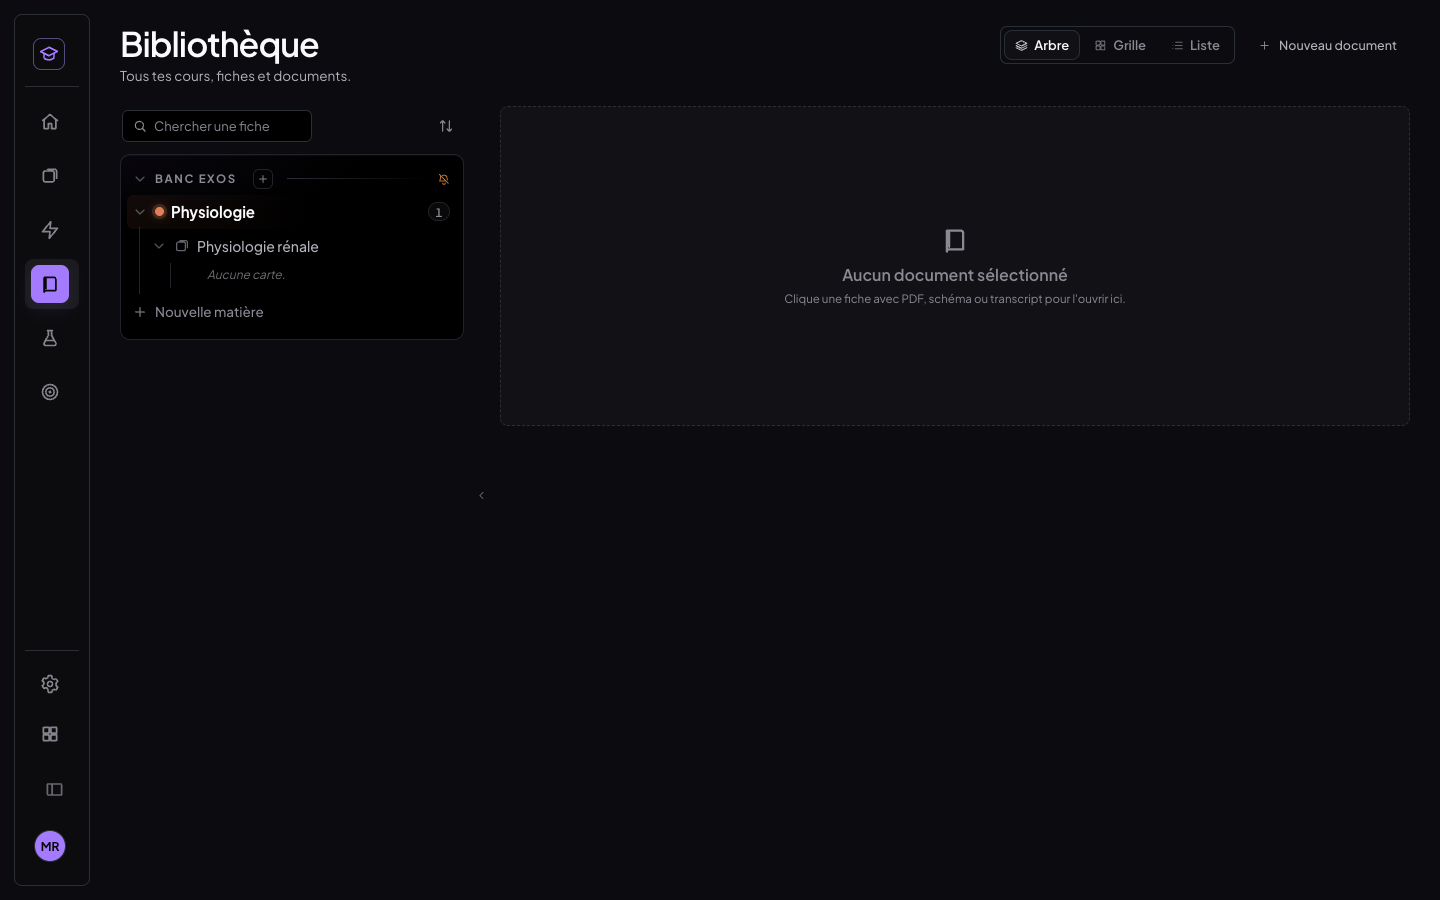 Bibliothèque
Tous tes cours, fiches et documents.
Arbre
Grille
Liste
Nouveau document
Chercher une fiche
BANC EXOS
Physiologie
1
Physiologie rénale
Aucune carte.
Nouvelle matière
Aucun document sélectionné
Clique une fiche avec PDF, schéma ou transcript pour l'ouvrir ici.
MR